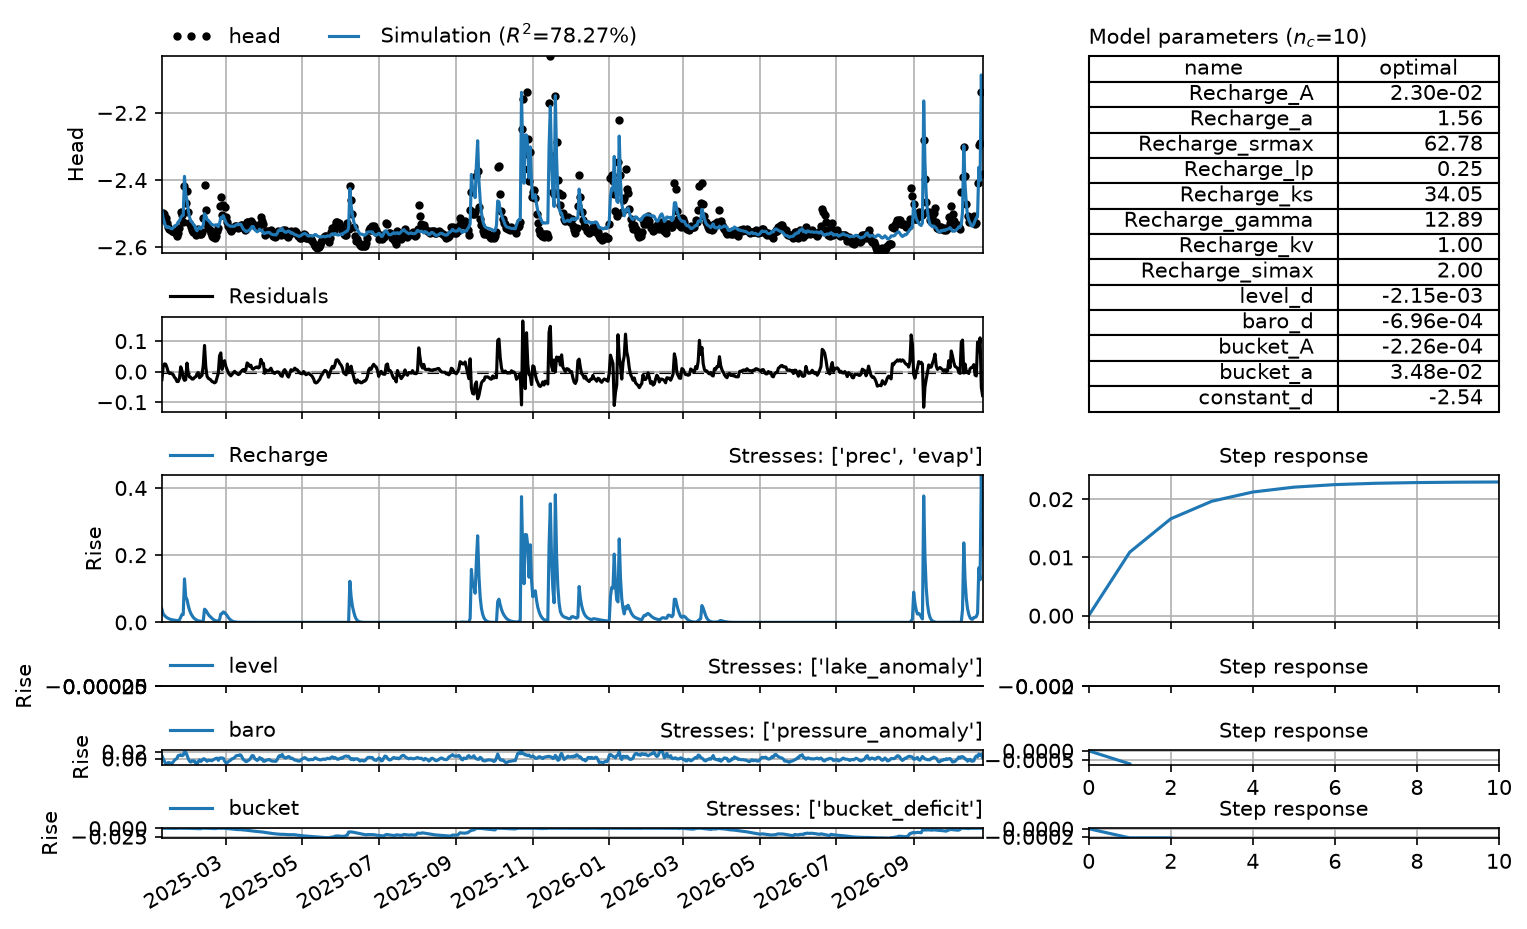 head
Simulation (R²=78.27%)
Head
−2.2
−2.4
−2.6
Residuals
0.1
0.0
−0.1
Recharge
Stresses: ['prec', 'evap']
Rise
0.4
0.2
0.0
level
Stresses: ['lake_anomaly']
Rise
baro
Stresses: ['pressure_anomaly']
Rise
0.02
0.00
bucket
Stresses: ['bucket_deficit']
Rise
0.000
−0.025
2025-03
2025-05
2025-07
2025-09
2025-11
2026-01
2026-03
2026-05
2026-07
2026-09
Model parameters (n_c=10)
name optimal
Recharge_A 2.30e-02
Recharge_a 1.56
Recharge_srmax 62.78
Recharge_lp 0.25
Recharge_ks 34.05
Recharge_gamma 12.89
Recharge_kv 1.00
Recharge_simax 2.00
level_d -2.15e-03
baro_d -6.96e-04
bucket_A -2.26e-04
bucket_a 3.48e-02
constant_d -2.54
Step response
0.02
0.01
0.00
Step response
Step response
0.0000
−0.0005
0 2 4 6 8 10
Step response
0.0000
−0.0002
0 2 4 6 8 10